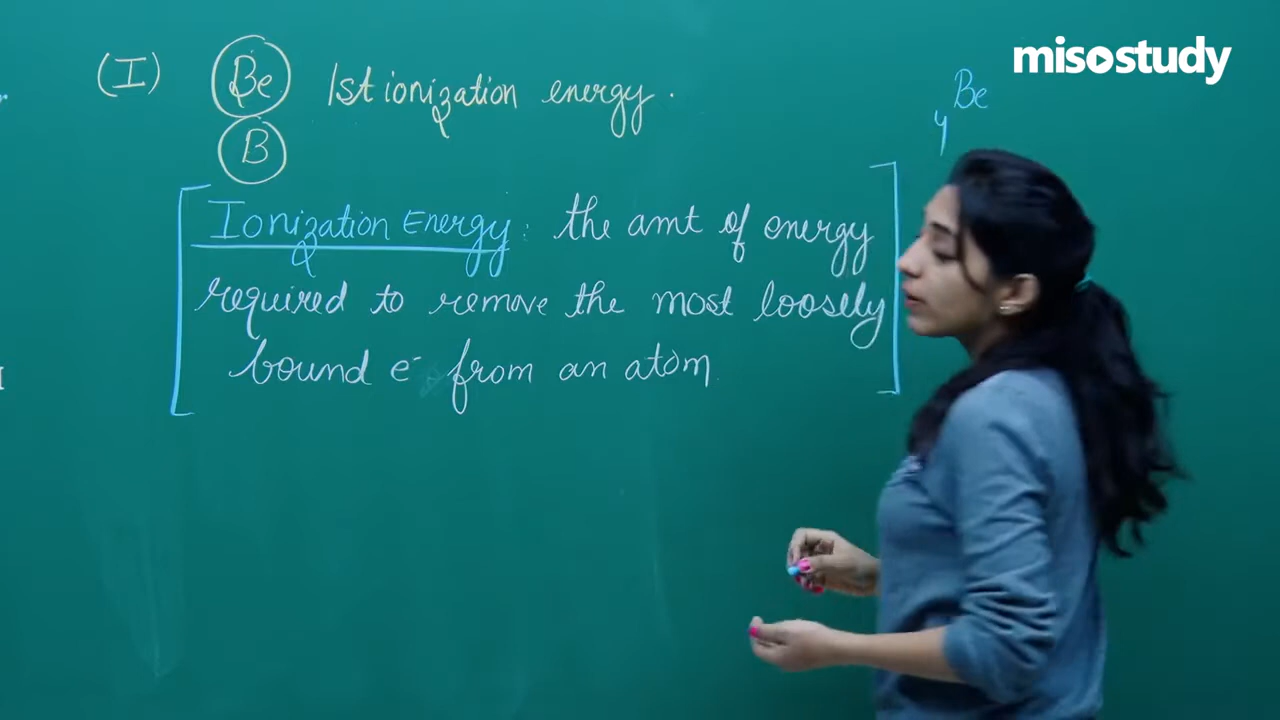 misostudy
(I) Be 1st ionization energy.
B
4Be
Ionization Energy: the amt of energy
required to remove the most loosely
bound e⁻ from an atom